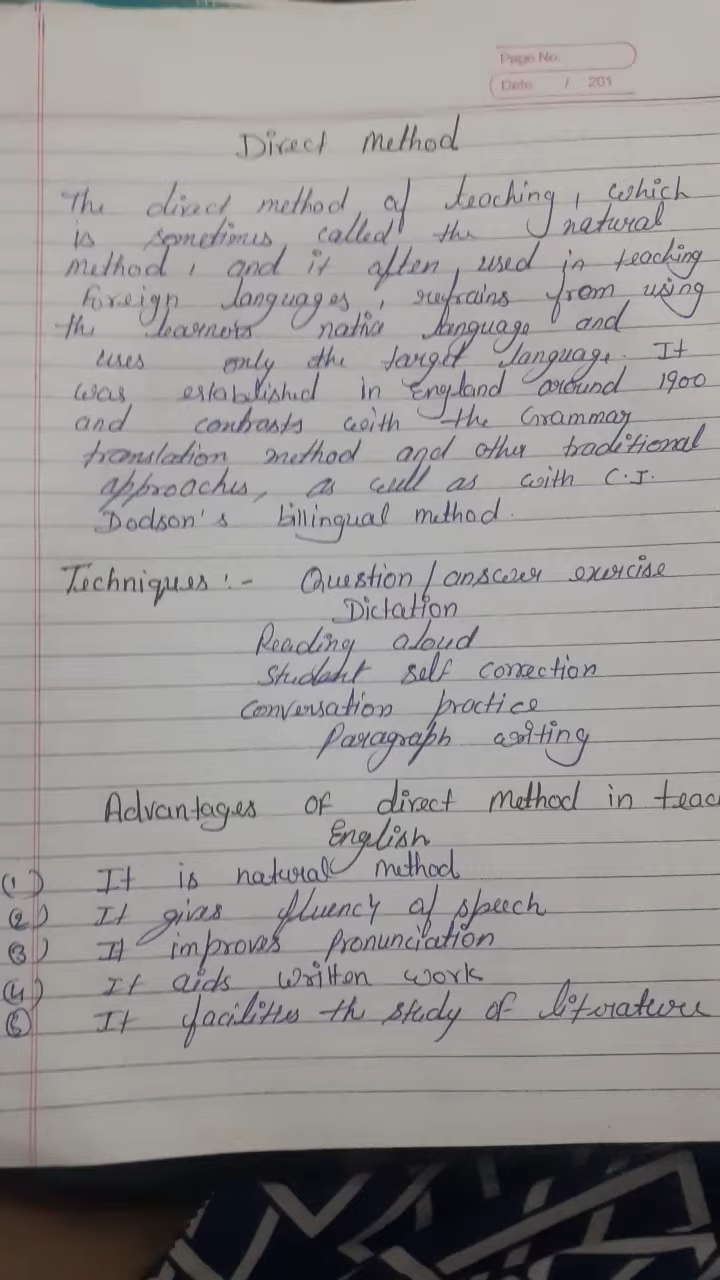 Page No.
Date / 201
Direct Method
The direct method of teaching, which
is sometimes called the natural
method, and it often used in teaching
foreign languages, refrains from using
the learners native language and
uses only the target language. It
was established in England around 1900
and contrasts with the Grammar
translation method and other traditional
approaches, as well as with C.J.
Dodson's billingual method.
Techniques :- Question/answer exercise
Dictation
Reading aloud
Student self correction
Conversation practice
Paragraph writing
Advantages of direct Method in teac
English
(1) It is natural method
(2) It gives fluency of speech
(3) It improves Pronunciation
(4) It aids written work
(5) It facilities the study of literature